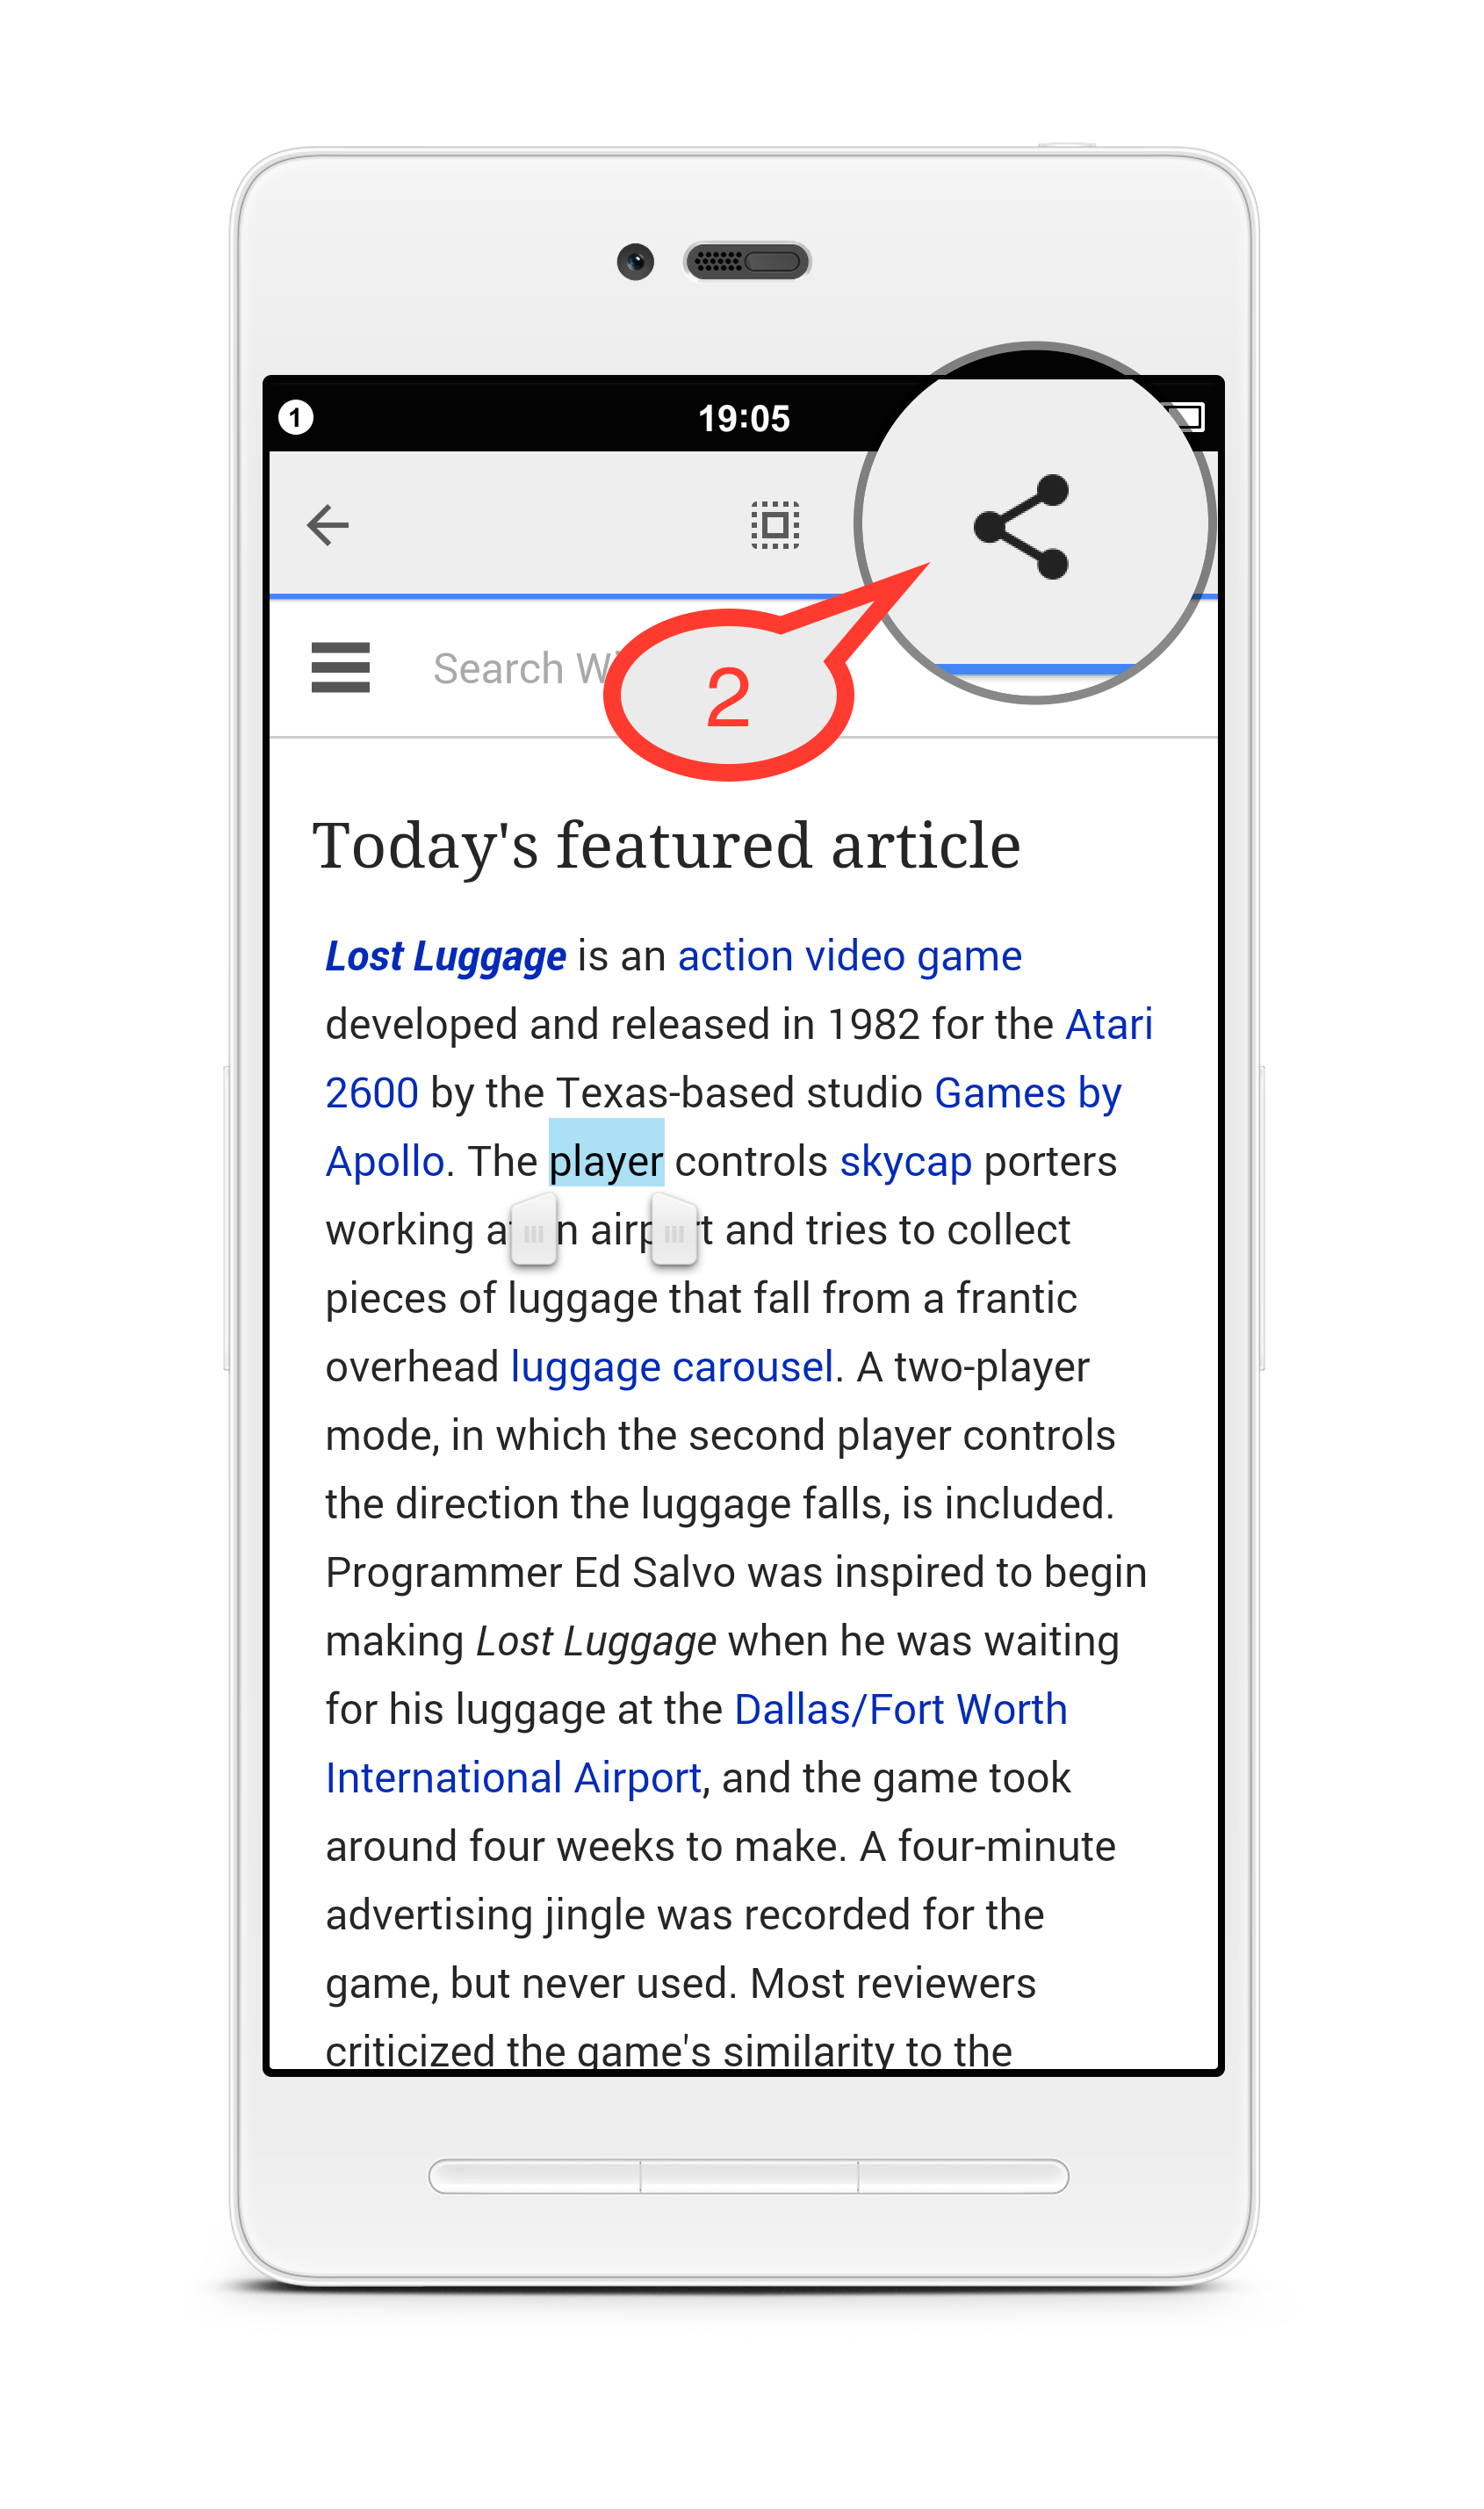 1
19:05
Search
2
Today's featured article
Lost Luggage is an action video game
developed and released in 1982 for the Atari
2600 by the Texas-based studio Games by
Apollo. The player controls skycap porters
working and tries to collect
pieces of luggage that fall from a frantic
overhead luggage carousel. A two-player
mode, in which the second player controls
the direction the luggage falls, is included.
Programmer Ed Salvo was inspired to begin
making Lost Luggage when he was waiting
for his luggage at the Dallas/Fort Worth
International Airport, and the game took
around four weeks to make. A four-minute
advertising jingle was recorded for the
game, but never used. Most reviewers
criticized the game's similarity to the